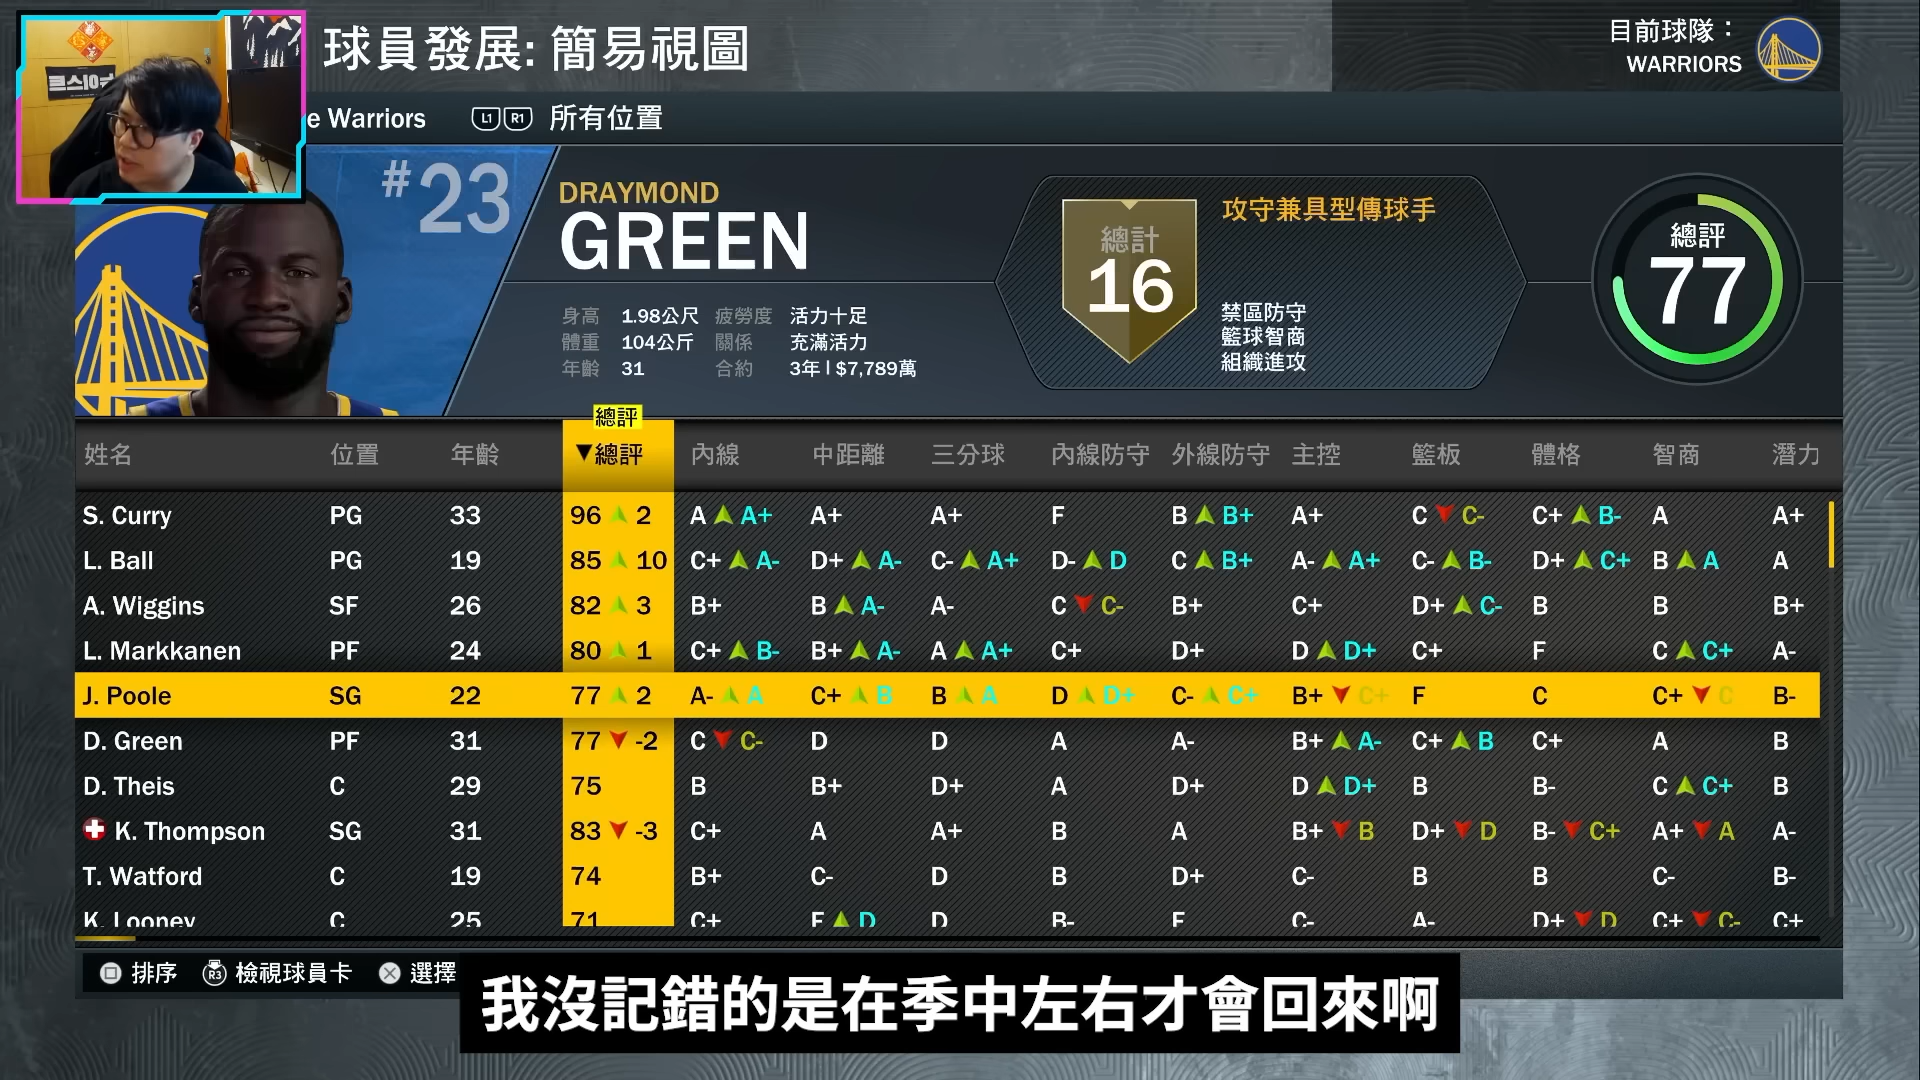 球員發展: 簡易視圖
目前球隊：
WARRIORS
e Warriors L1 R1 所有位置
#23
DRAYMOND
GREEN
身高 1.98公尺 疲勞度 活力十足
體重 104公斤 關係 充滿活力
年齡 31 合約 3年 | $7,789萬
總計
16
攻守兼具型傳球手
禁區防守
籃球智商
組織進攻
總評
77
總評
姓名 位置 年齡 ▼總評 內線 中距離 三分球 內線防守 外線防守 主控 籃板 體格 智商 潛力
S. Curry PG 33 96 ▲ 2 A ▲ A+ A+ A+ F B ▲ B+ A+ C ▼ C- C+ ▲ B- A A+
L. Ball PG 19 85 ▲ 10 C+ ▲ A- D+ ▲ A- C- ▲ A+ D- ▲ D C ▲ B+ A- ▲ A+ C- ▲ B- D+ ▲ C+ B ▲ A A
A. Wiggins SF 26 82 ▲ 3 B+ B ▲ A- A- C ▼ C- B+ C+ D+ ▲ C- B B B+
L. Markkanen PF 24 80 ▲ 1 C+ ▲ B- B+ ▲ A- A ▲ A+ C+ D+ D ▲ D+ C+ F C ▲ C+ A-
J. Poole SG 22 77 ▲ 2 A- ▲ A C+ ▲ B B ▲ A D ▲ D+ C- ▲ C+ B+ ▼ C+ F C C+ ▼ C B-
D. Green PF 31 77 ▼ -2 C ▼ C- D D A A- B+ ▲ A- C+ ▲ B C+ A B
D. Theis C 29 75 B B+ D+ A D+ D ▲ D+ B B- C ▲ C+ B
K. Thompson SG 31 83 ▼ -3 C+ A A+ B A B+ ▼ B D+ ▼ D B- ▼ C+ A+ ▼ A A-
T. Watford C 19 74 B+ C- D B D+ C- B B C- B-
K. Looney C 25 71 C+ F ▲ D D B- F C- A- D+ ▼ D C+ ▼ C- C+
排序 R3 檢視球員卡 選擇
我沒記錯的是在季中左右才會回來啊